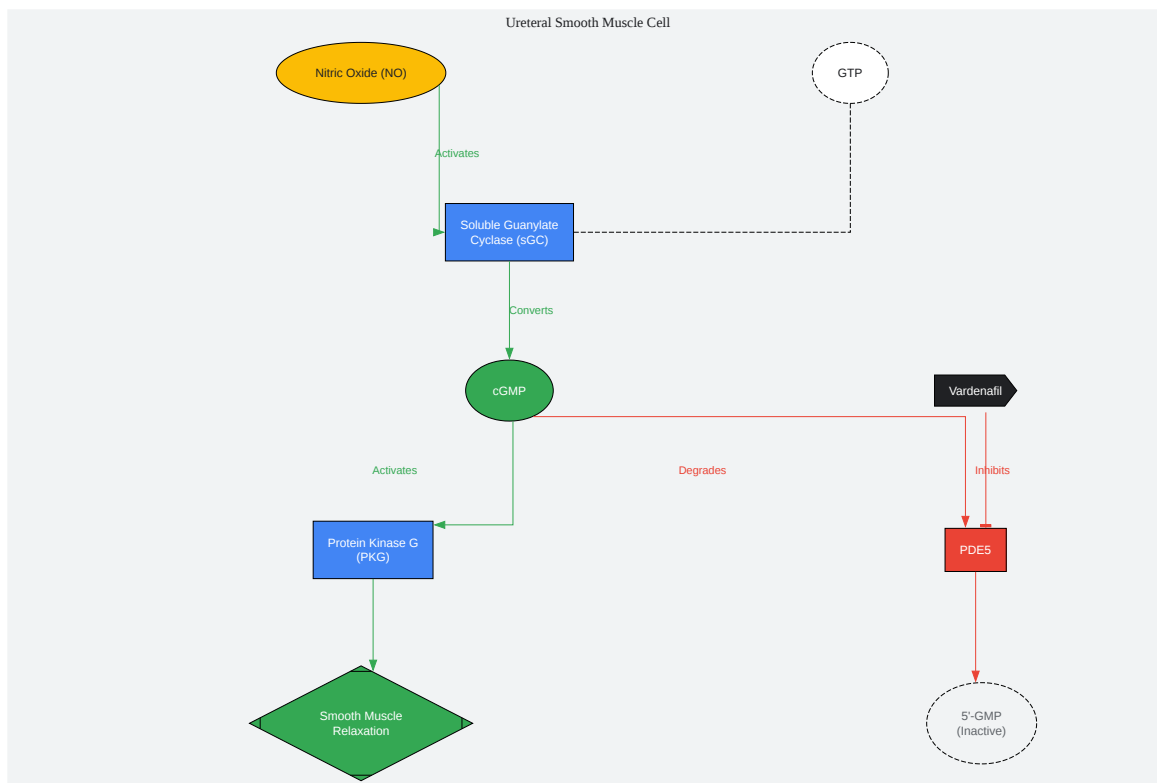 Ureteral Smooth Muscle Cell
Nitric Oxide (NO)
GTP
Activates
Soluble Guanylate
Cyclase (sGC)
Converts
cGMP
Vardenafil
Activates
Degrades
Inhibits
Protein Kinase G
(PKG)
PDE5
Smooth Muscle
Relaxation
5'-GMP
(Inactive)